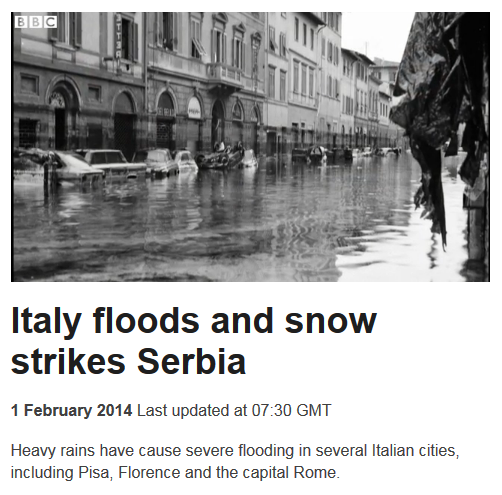 BBC
Italy floods and snow
strikes Serbia
1 February 2014 Last updated at 07:30 GMT
Heavy rains have cause severe flooding in several Italian cities,
including Pisa, Florence and the capital Rome.